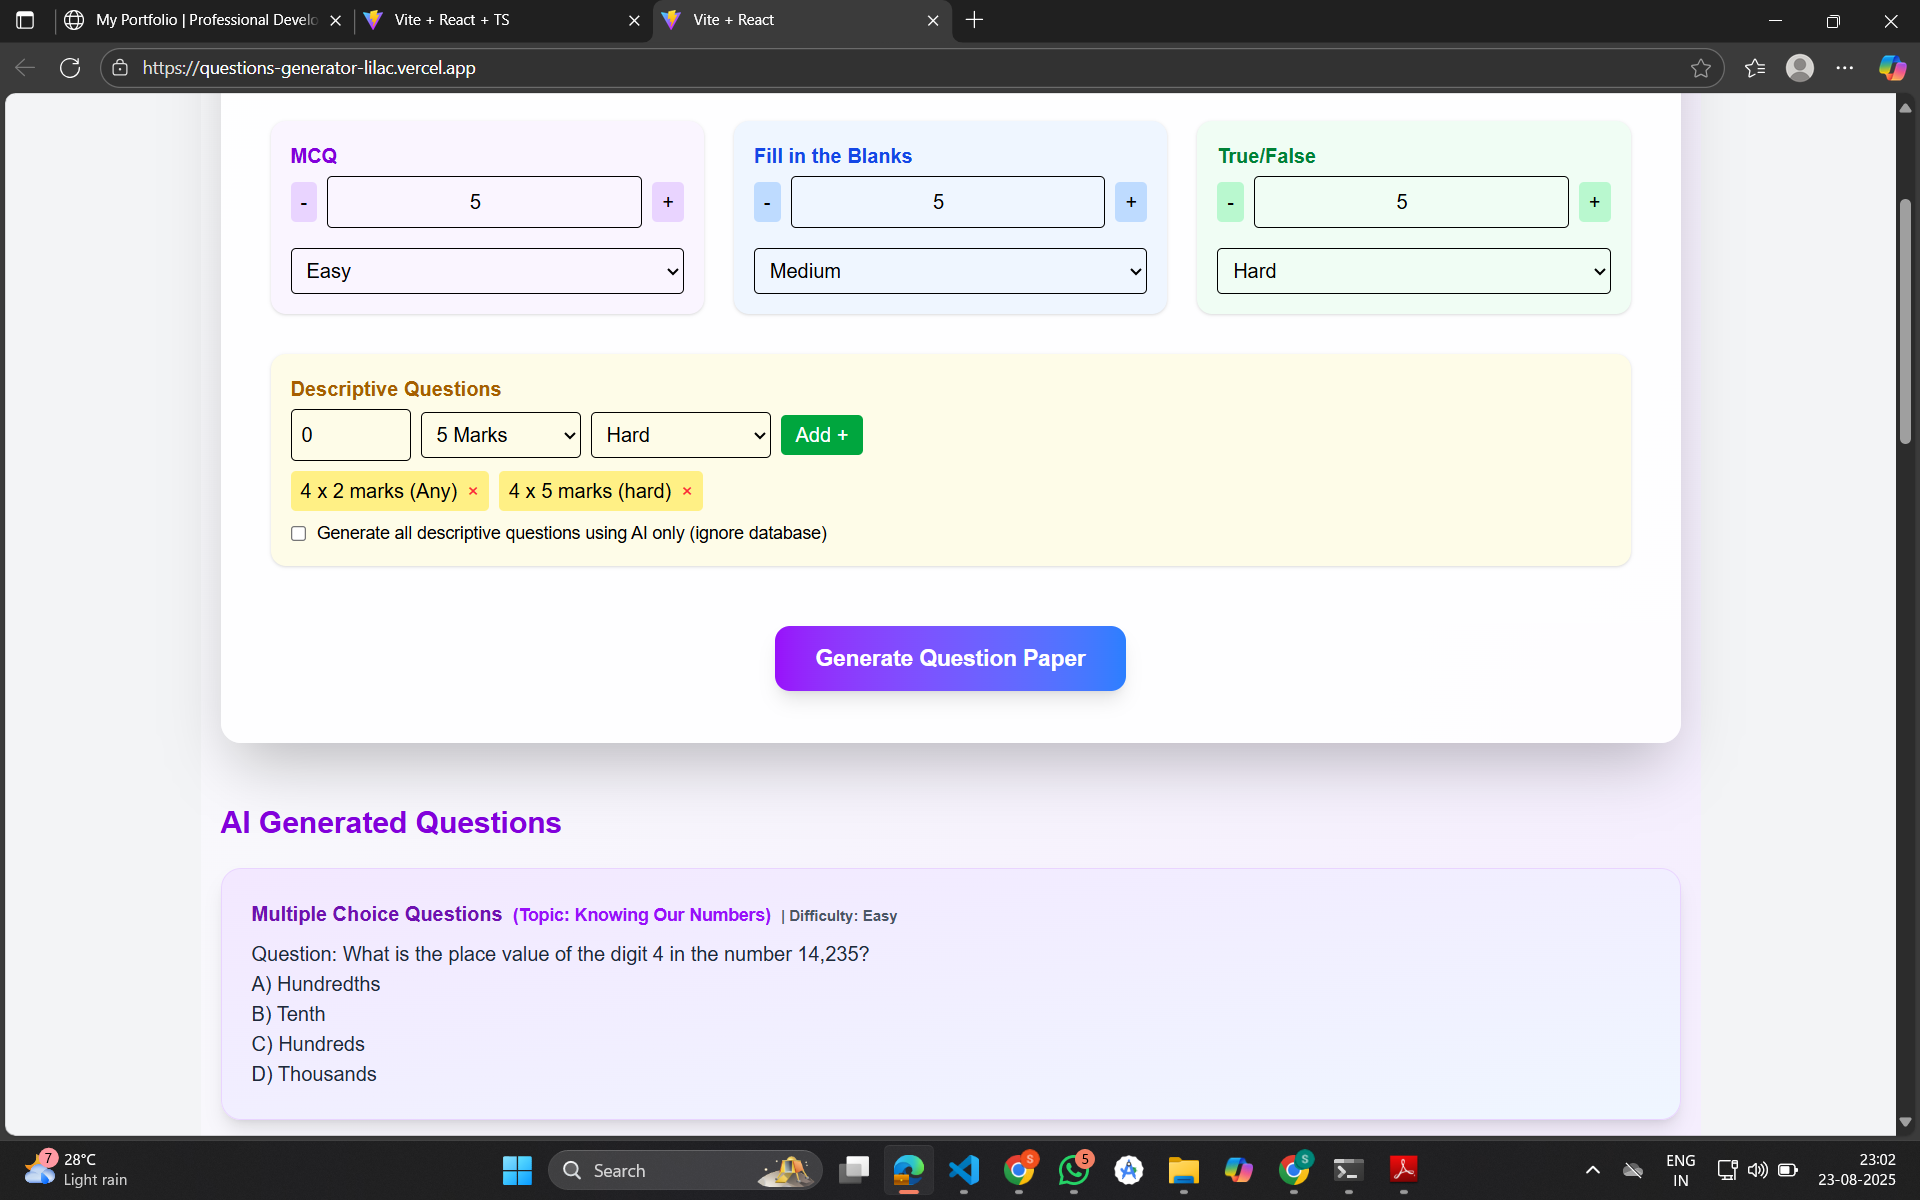 My Portfolio | Professional Develo
Vite + React + TS
Vite + React
https://questions-generator-lilac.vercel.app
MCQ
- 5 +
Easy
Fill in the Blanks
- 5 +
Medium
True/False
- 5 +
Hard
Descriptive Questions
0 5 Marks Hard Add +
4 x 2 marks (Any) × 4 x 5 marks (hard) ×
Generate all descriptive questions using AI only (ignore database)
Generate Question Paper
AI Generated Questions
Multiple Choice Questions (Topic: Knowing Our Numbers) | Difficulty: Easy
Question: What is the place value of the digit 4 in the number 14,235?
A) Hundredths
B) Tenth
C) Hundreds
D) Thousands
7
28°C
Light rain
Search
S
5
S
ENG
IN
23:02
23-08-2025